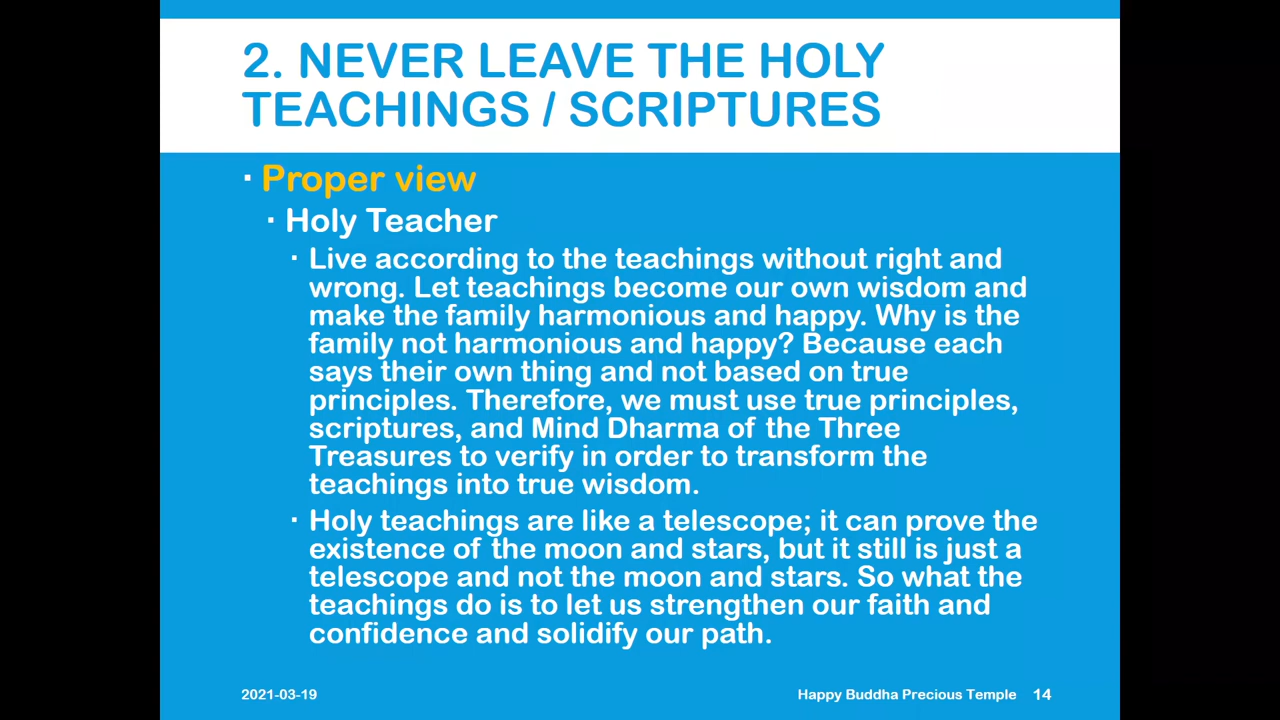 2. NEVER LEAVE THE HOLY
TEACHINGS / SCRIPTURES
· Proper view
· Holy Teacher
· Live according to the teachings without right and
wrong. Let teachings become our own wisdom and
make the family harmonious and happy. Why is the
family not harmonious and happy? Because each
says their own thing and not based on true
principles. Therefore, we must use true principles,
scriptures, and Mind Dharma of the Three
Treasures to verify in order to transform the
teachings into true wisdom.
· Holy teachings are like a telescope; it can prove the
existence of the moon and stars, but it still is just a
telescope and not the moon and stars. So what the
teachings do is to let us strengthen our faith and
confidence and solidify our path.
2021-03-19
Happy Buddha Precious Temple 14